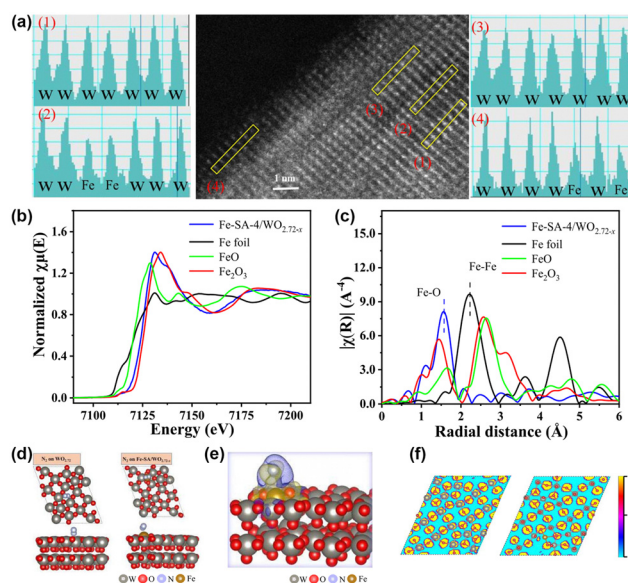 (a)
(1)
W W W W W W W
(2)
W W Fe Fe W W W
(3)
(2)
(1)
(4)
1 nm
(3)
W W W W W W W
(4)
W W W W Fe W Fe
(b)
Fe-SA-4/WO2.72-x
Fe foil
FeO
Fe2O3
Normalized χμ(E)
1.4
1.2
0.8
0.4
0.0
7100 7125 7150 7175 7200
Energy (eV)
(c)
Fe-SA-4/WO2.72-x
Fe foil
FeO
Fe2O3
Fe-Fe
Fe-O
|χ(R)| (A-4)
12.0
9.0
6.0
3.0
0.0
0 1 2 3 4 5 6
Radial distance (Å)
(d)
N2 on WO2.72
N2 on Fe-SA/WO2.72-x
W O N Fe
(e)
W O N Fe
(f)